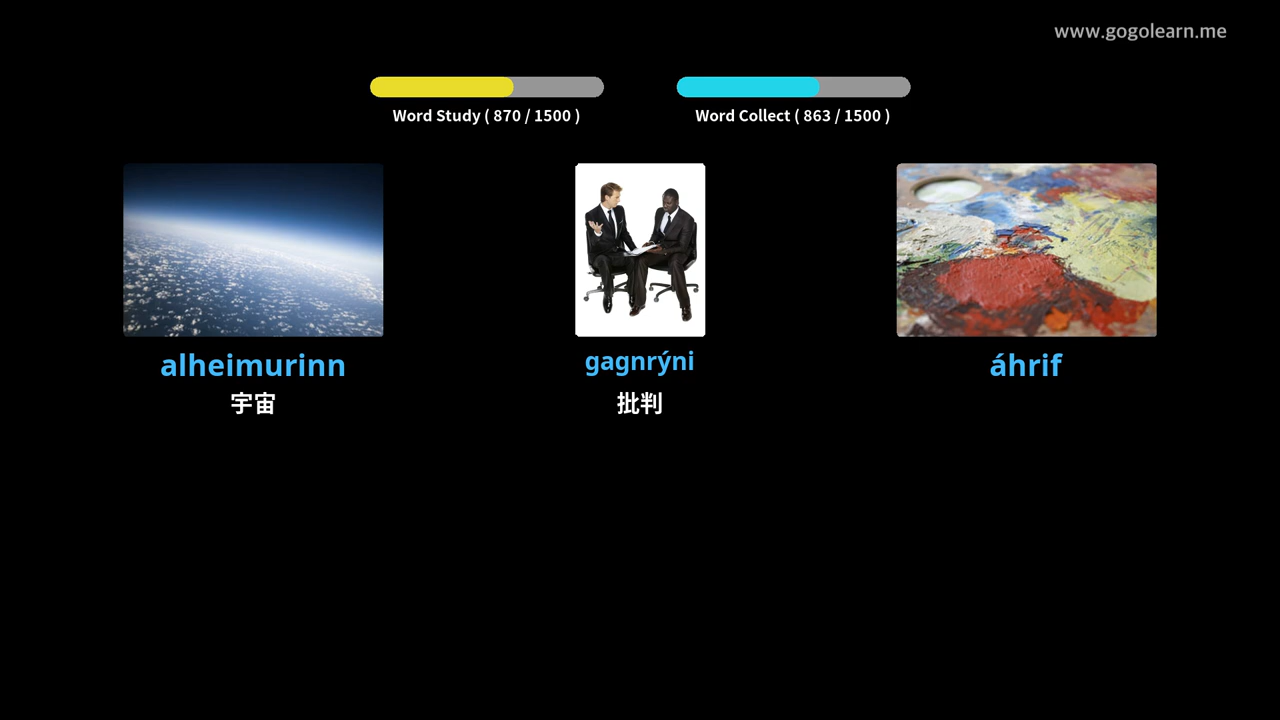 www.gogolearn.me
Word Study ( 870 / 1500 )
Word Collect ( 863 / 1500 )
alheimurinn
宇宙
gagnrýni
批判
áhrif